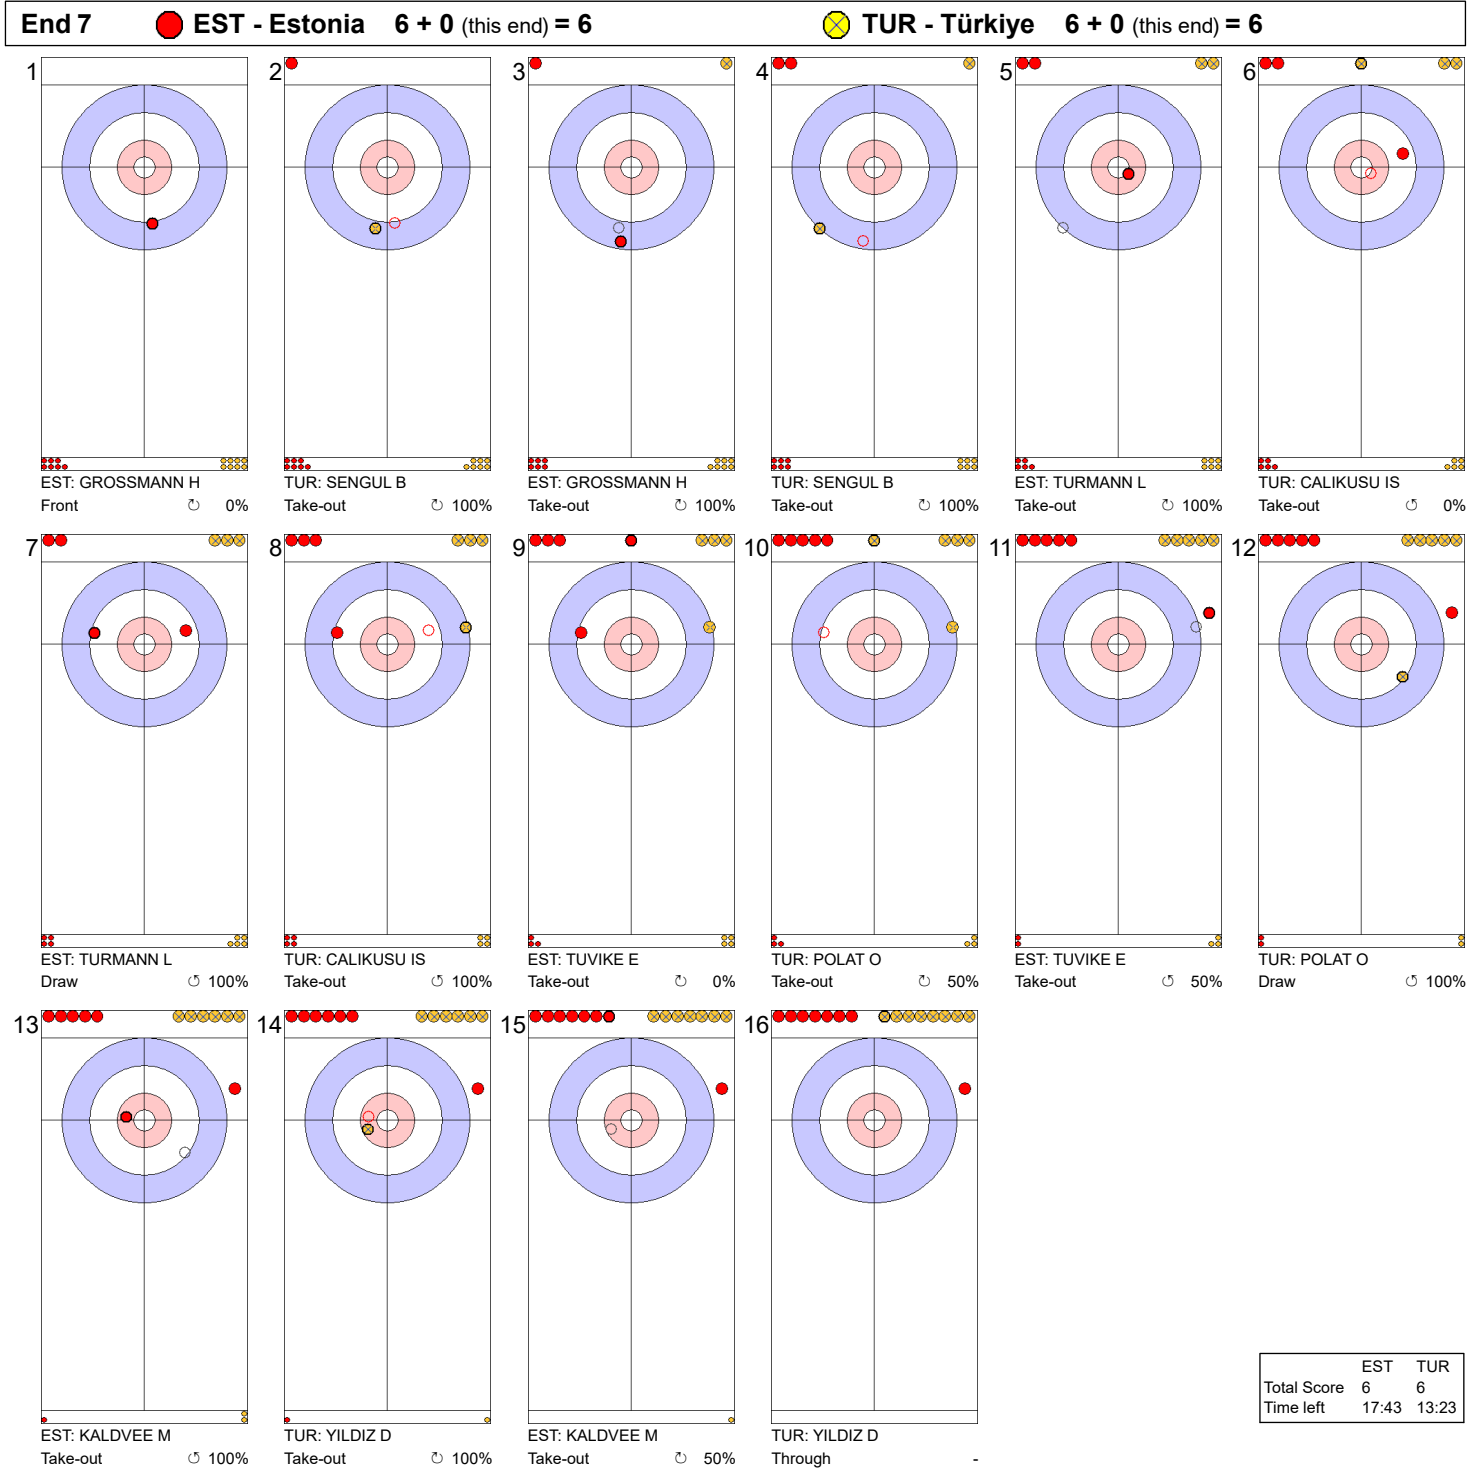 End 7 EST - Estonia 6 + 0 (this end) = 6 TUR - Türkiye 6 + 0 (this end) = 6
1 2 3 4 5 6
EST: GROSSMANN H TUR: SENGUL B EST: GROSSMANN H TUR: SENGUL B EST: TURMANN L TUR: CALIKUSU IS
Front ↻ 0% Take-out ↻ 100% Take-out ↻ 100% Take-out ↻ 100% Take-out ↻ 100% Take-out ↺ 0%
7 8 9 10 11 12
EST: TURMANN L TUR: CALIKUSU IS EST: TUVIKE E TUR: POLAT O EST: TUVIKE E TUR: POLAT O
Draw ↺ 100% Take-out ↺ 100% Take-out ↻ 0% Take-out ↺ 50% Take-out ↺ 50% Draw ↺ 100%
13 14 15 16
EST: KALDVEE M TUR: YILDIZ D EST: KALDVEE M TUR: YILDIZ D
Take-out ↺ 100% Take-out ↻ 100% Take-out ↻ 50% Through -
EST TUR
Total Score 6 6
Time left 17:43 13:23